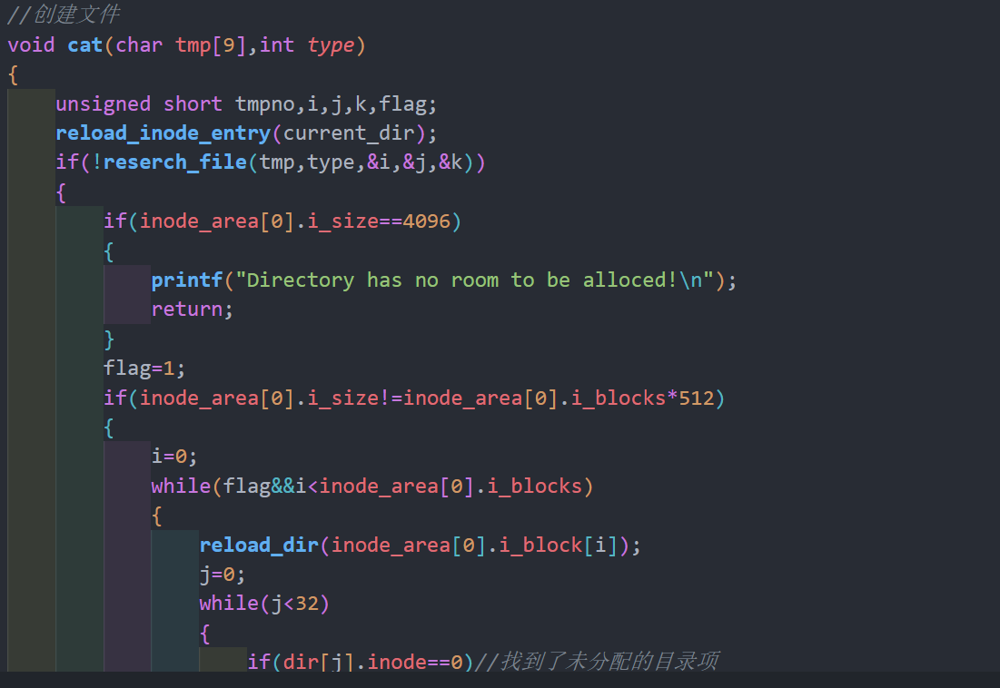 //创建文件
void cat(char tmp[9],int type)
{
unsigned short tmpno,i,j,k,flag;
reload_inode_entry(current_dir);
if(!reserch_file(tmp,type,&i,&j,&k))
{
if(inode_area[0].i_size==4096)
{
printf("Directory has no room to be alloced!\n");
return;
}
flag=1;
if(inode_area[0].i_size!=inode_area[0].i_blocks*512)
{
i=0;
while(flag&&i<inode_area[0].i_blocks)
{
reload_dir(inode_area[0].i_block[i]);
j=0;
while(j<32)
{
if(dir[j].inode==0)//找到了未分配的目录项